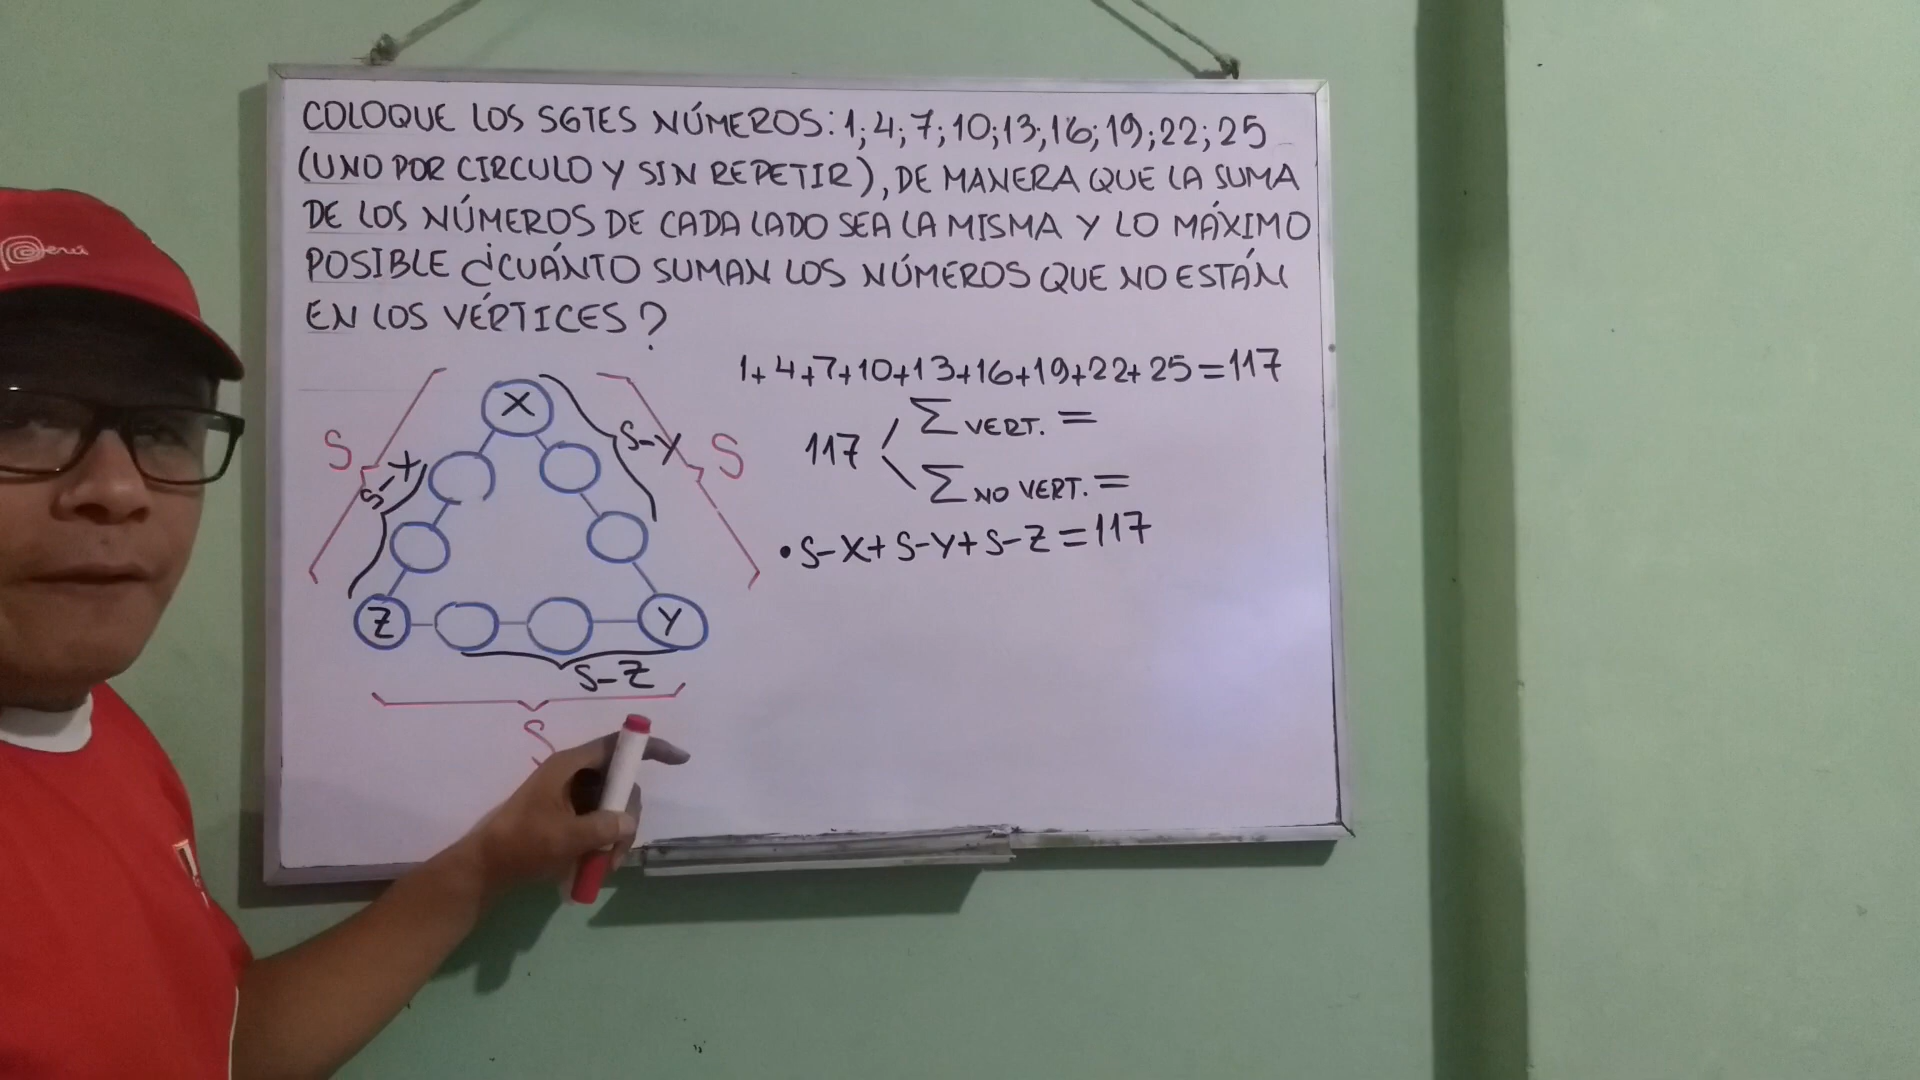 COLOQUE LOS SGTES NÚMEROS: 1; 4; 7; 10; 13; 16; 19; 22; 25
(UNO POR CIRCULO Y SIN REPETIR), DE MANERA QUE LA SUMA
DE LOS NÚMEROS DE CADA LADO SEA LA MISMA Y LO MÁXIMO
POSIBLE ¿CUÁNTO SUMAN LOS NÚMEROS QUE NO ESTÁN
EN LOS VÉRTICES?
1+4+7+10+13+16+19+22+25=117
117
Σ VERT. =
Σ NO VERT. =
• S-X+S-Y+S-Z=117
X
S
S-X
S-Y
S
Z
Y
S-Z
S
Perú